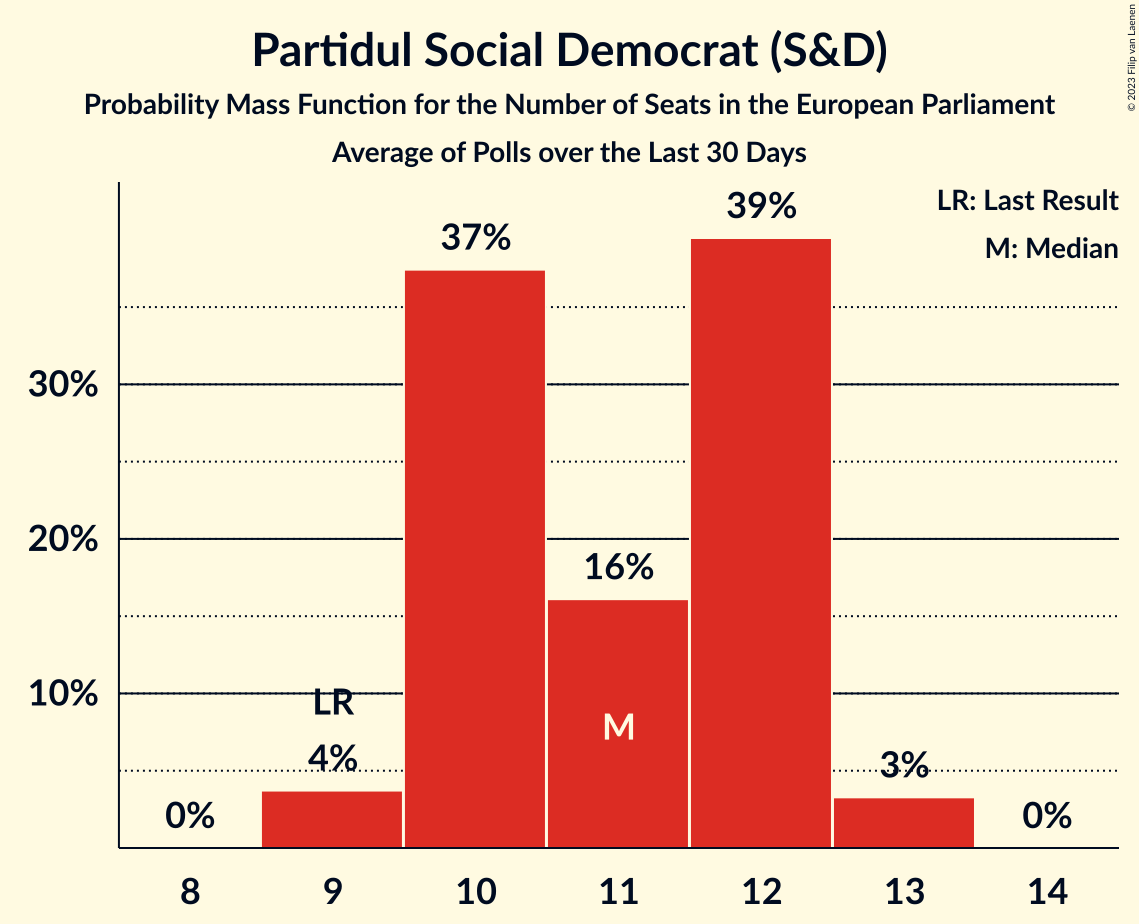 Partidul Social Democrat (S&D)
Probability Mass Function for the Number of Seats in the European Parliament
Average of Polls over the Last 30 Days
© 2023 Filip van Laenen
LR: Last Result
M: Median
39%
37%
30%
20%
16%
10%
LR
M
4%
3%
0%
0%
8 9 10 11 12 13 14